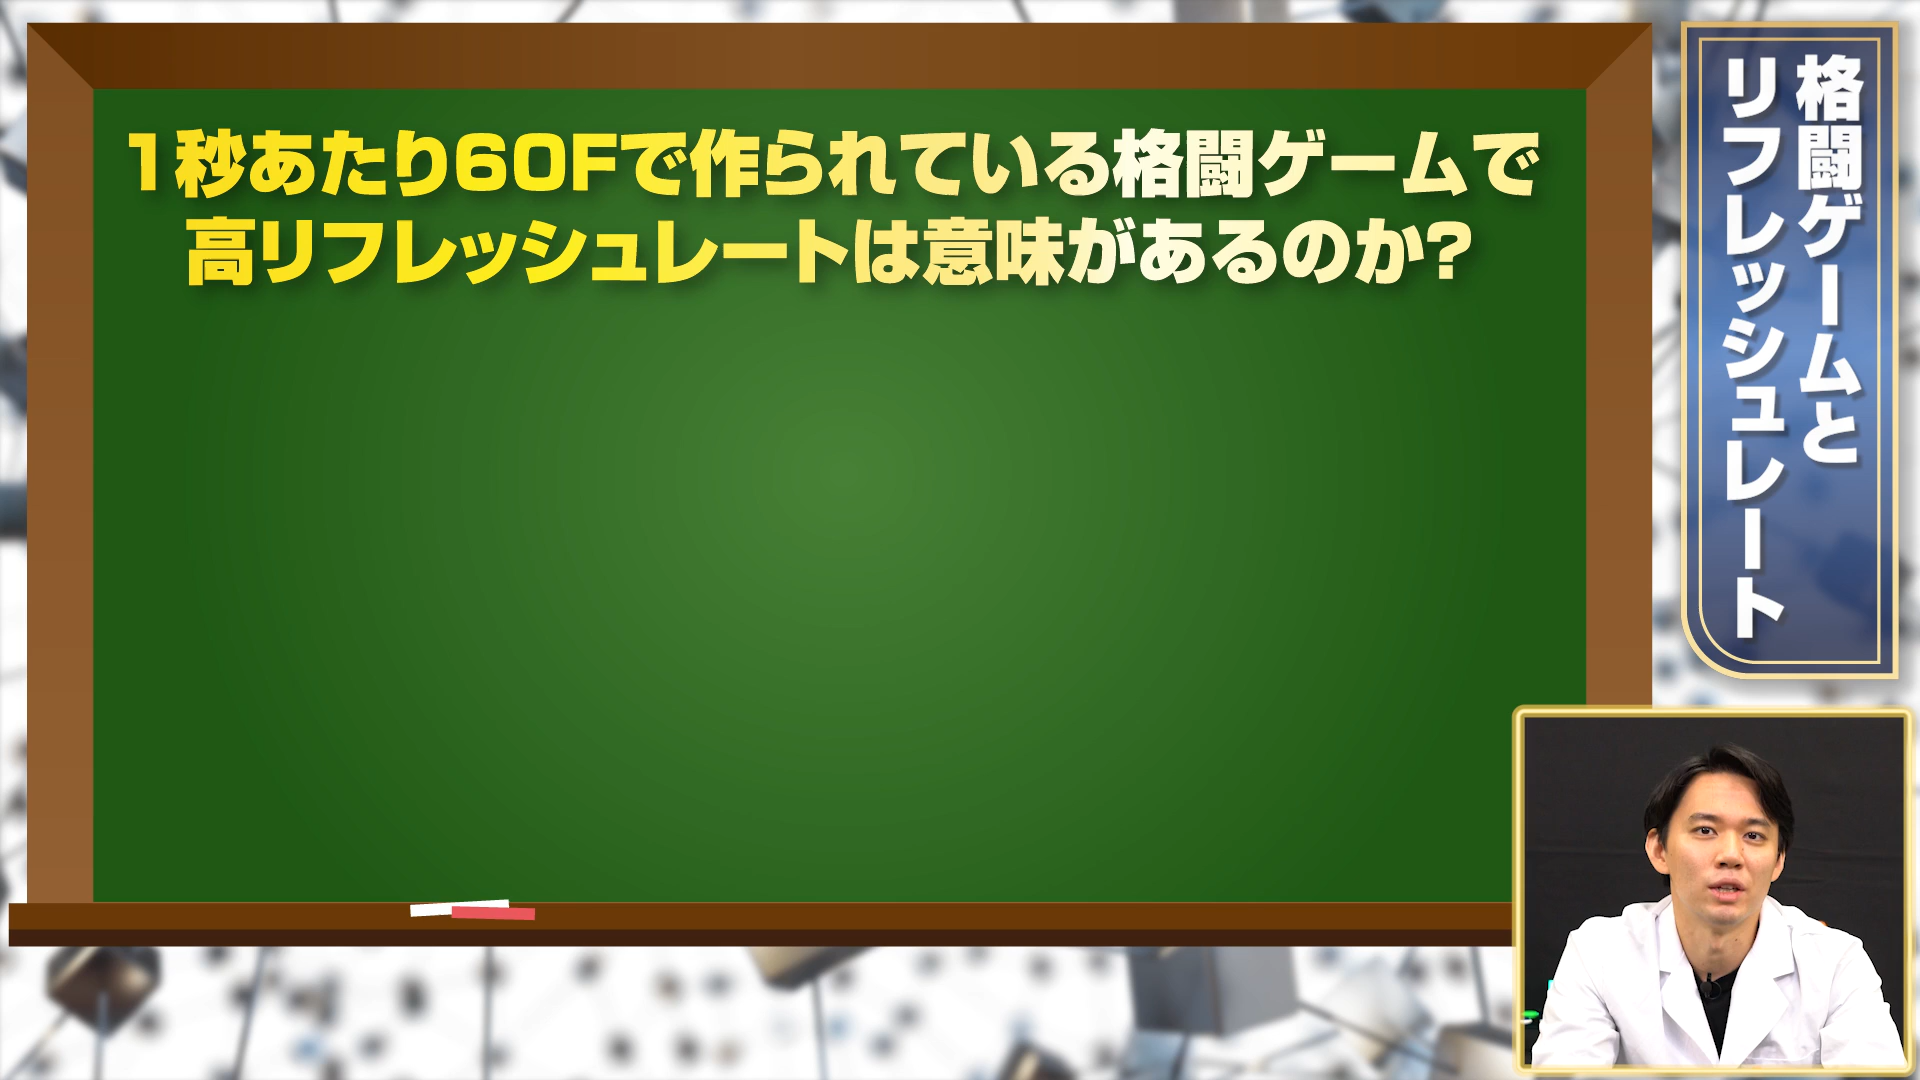 1秒あたり60Fで作られている格闘ゲームで
高リフレッシュレートは意味があるのか?
格闘ゲームと
リフレッシュレート